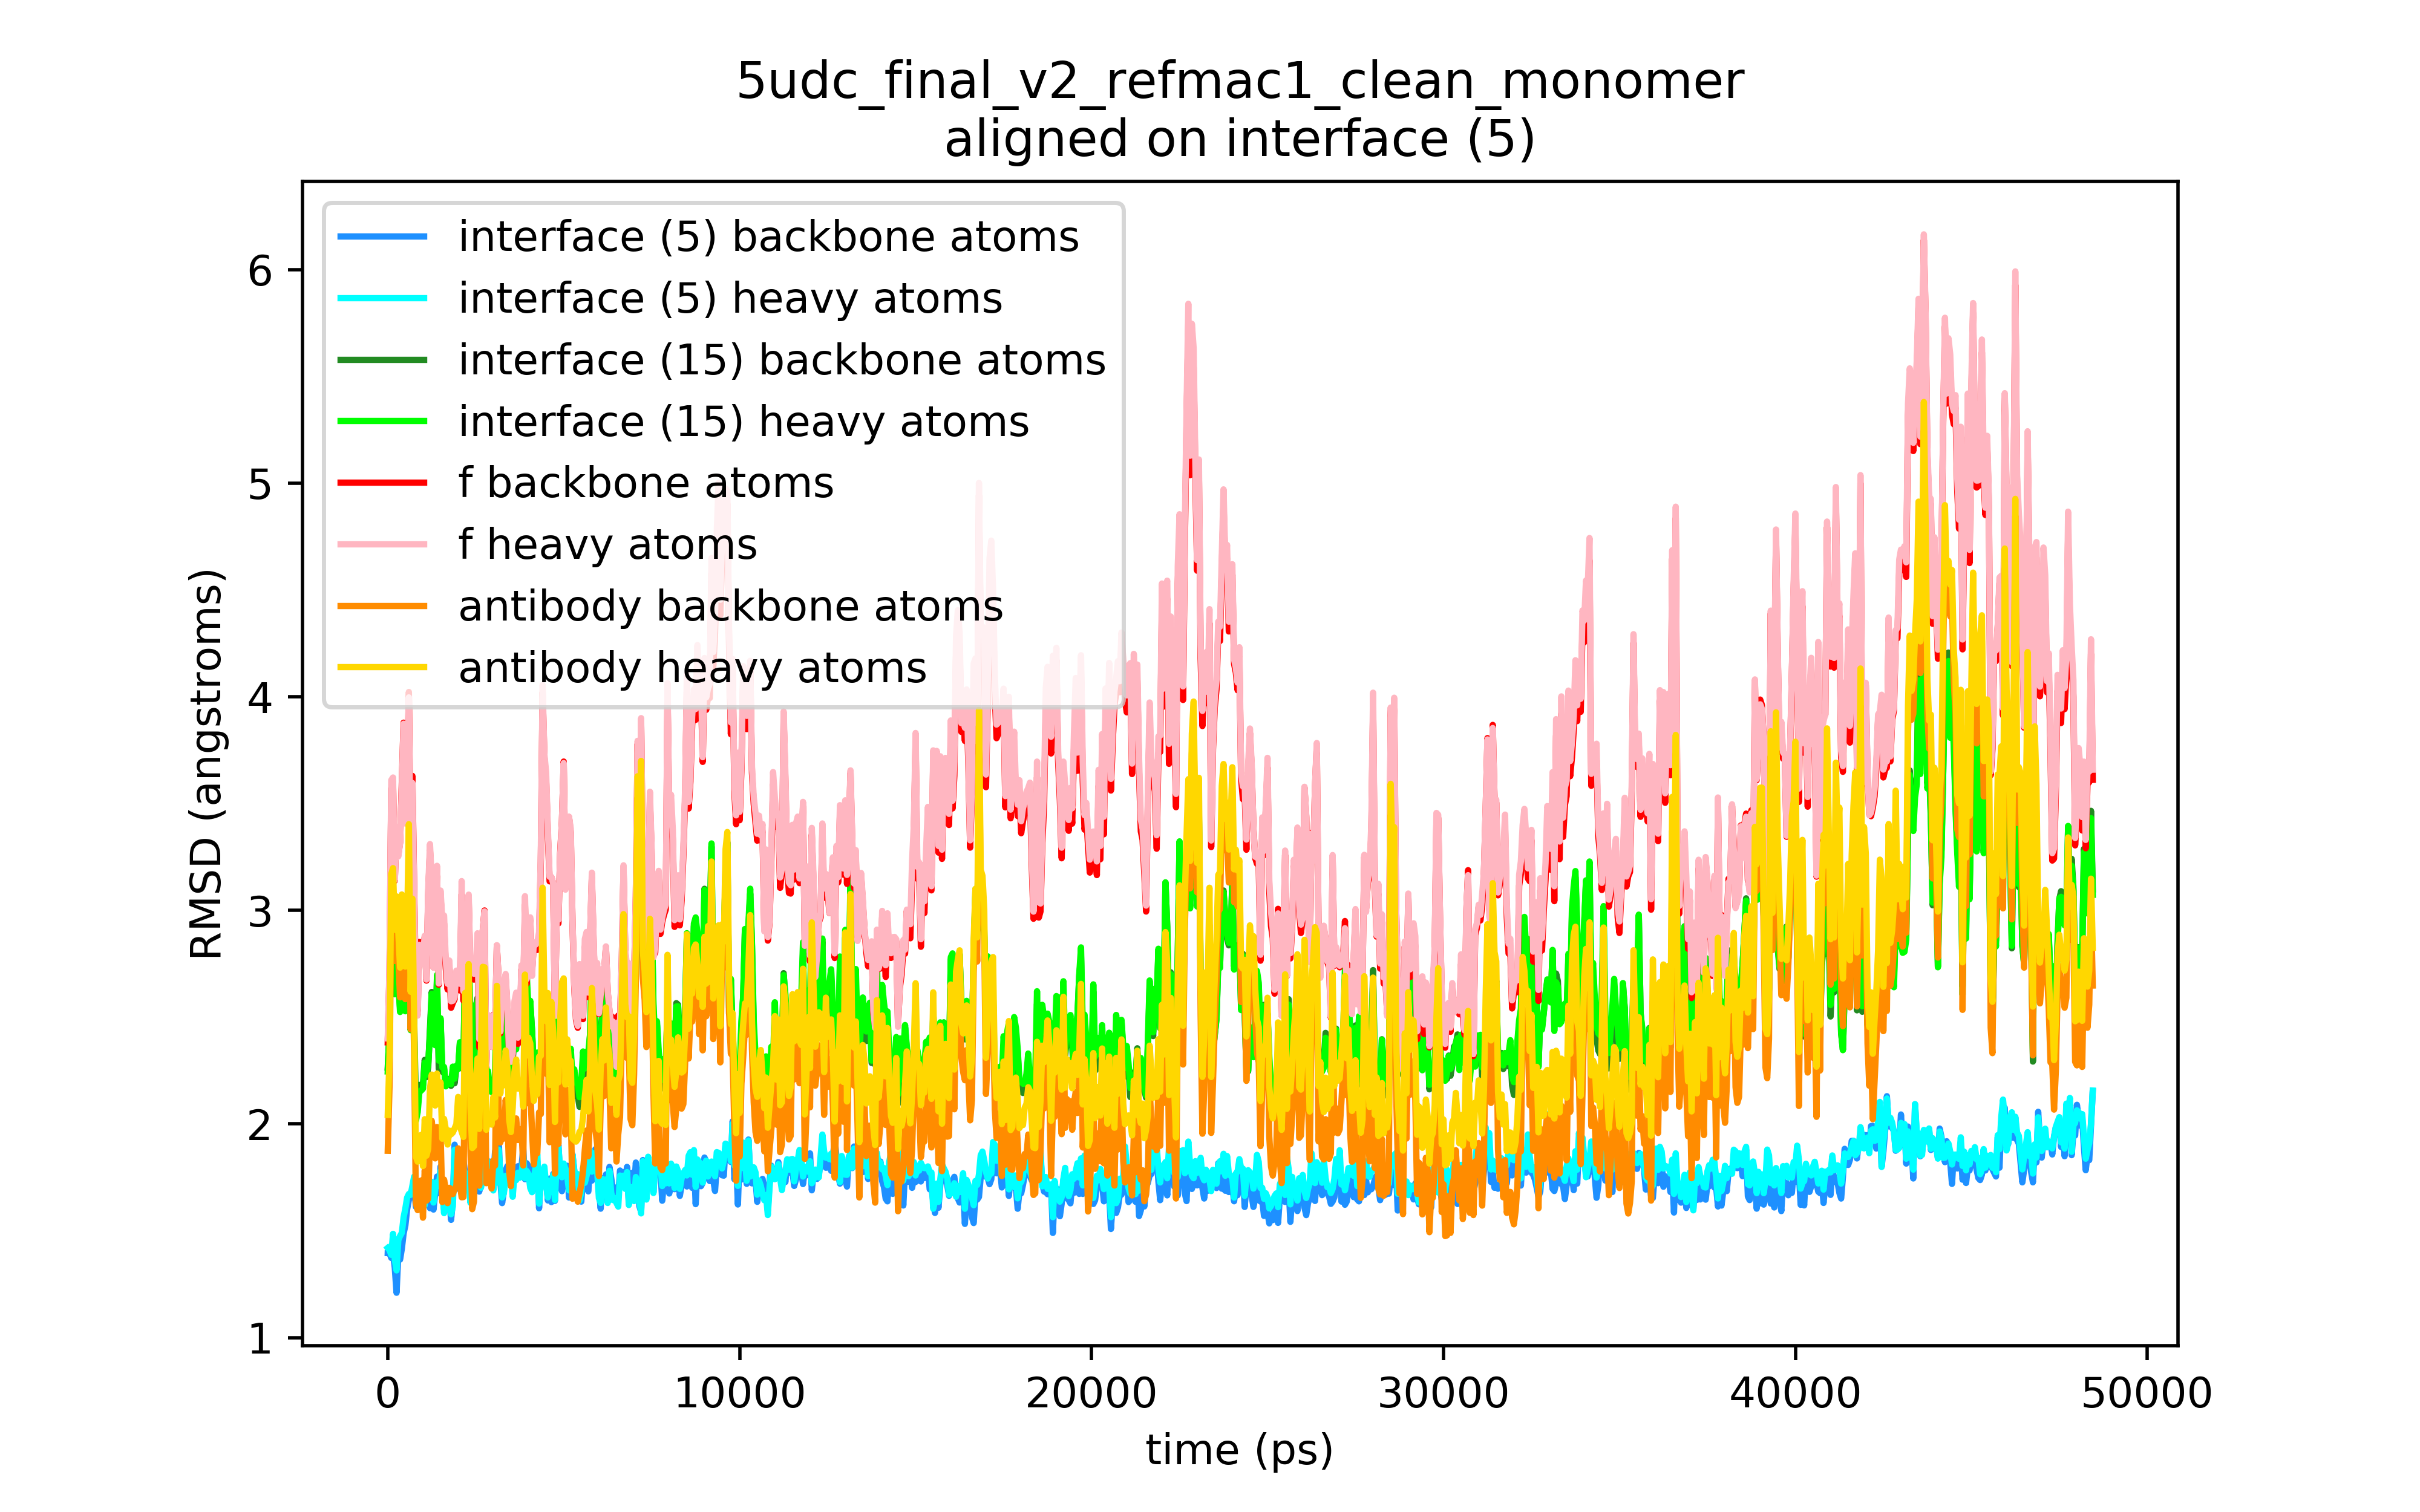 5udc_final_v2_refmac1_clean_monomer
aligned on interface (5)
interface (5) backbone atoms
interface (5) heavy atoms
interface (15) backbone atoms
interface (15) heavy atoms
f backbone atoms
f heavy atoms
antibody backbone atoms
antibody heavy atoms
RMSD (angstroms)
6
5
4
3
2
1
0 10000 20000 30000 40000 50000
time (ps)